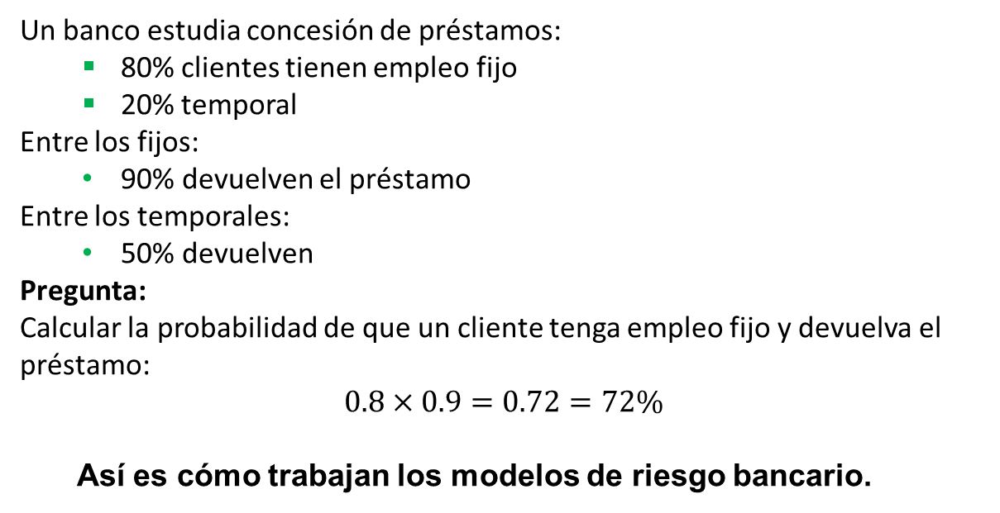 Un banco estudia concesión de préstamos:
▪ 80% clientes tienen empleo fijo
▪ 20% temporal
Entre los fijos:
• 90% devuelven el préstamo
Entre los temporales:
• 50% devuelven
Pregunta:
Calcular la probabilidad de que un cliente tenga empleo fijo y devuelva el
préstamo:
0.8 × 0.9 = 0.72 = 72%
Así es cómo trabajan los modelos de riesgo bancario.